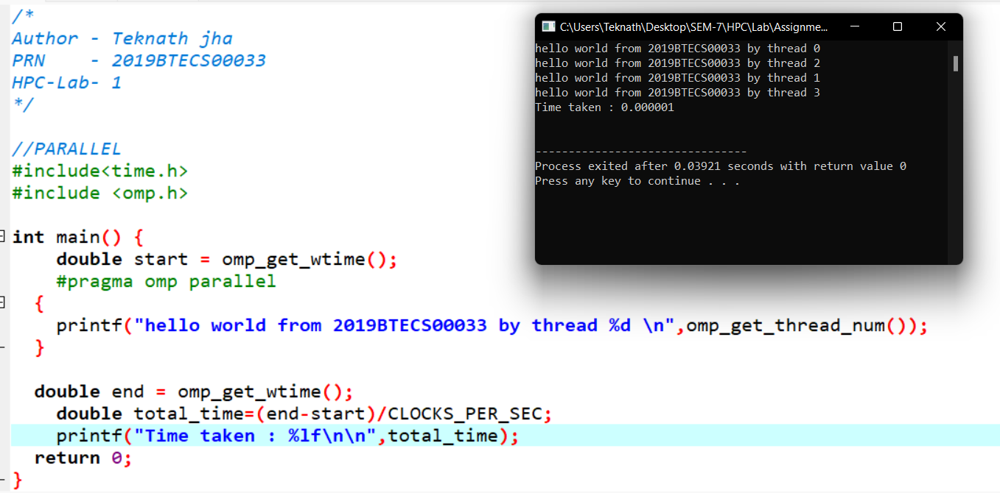 /*
Author - Teknath jha
PRN    - 2019BTECS00033
HPC-Lab- 1
*/
//PARALLEL
#include<time.h>
#include <omp.h>
int main() {
    double start = omp_get_wtime();
    #pragma omp parallel
  {
    printf("hello world from 2019BTECS00033 by thread %d \n",omp_get_thread_num());
  }
  double end = omp_get_wtime();
    double total_time=(end-start)/CLOCKS_PER_SEC;
    printf("Time taken : %lf\n\n",total_time);
  return 0;
}
C:\Users\Teknath\Desktop\SEM-7\HPC\Lab\Assignme...
hello world from 2019BTECS00033 by thread 0
hello world from 2019BTECS00033 by thread 2
hello world from 2019BTECS00033 by thread 1
hello world from 2019BTECS00033 by thread 3
Time taken : 0.000001
--------------------------------
Process exited after 0.03921 seconds with return value 0
Press any key to continue . . .